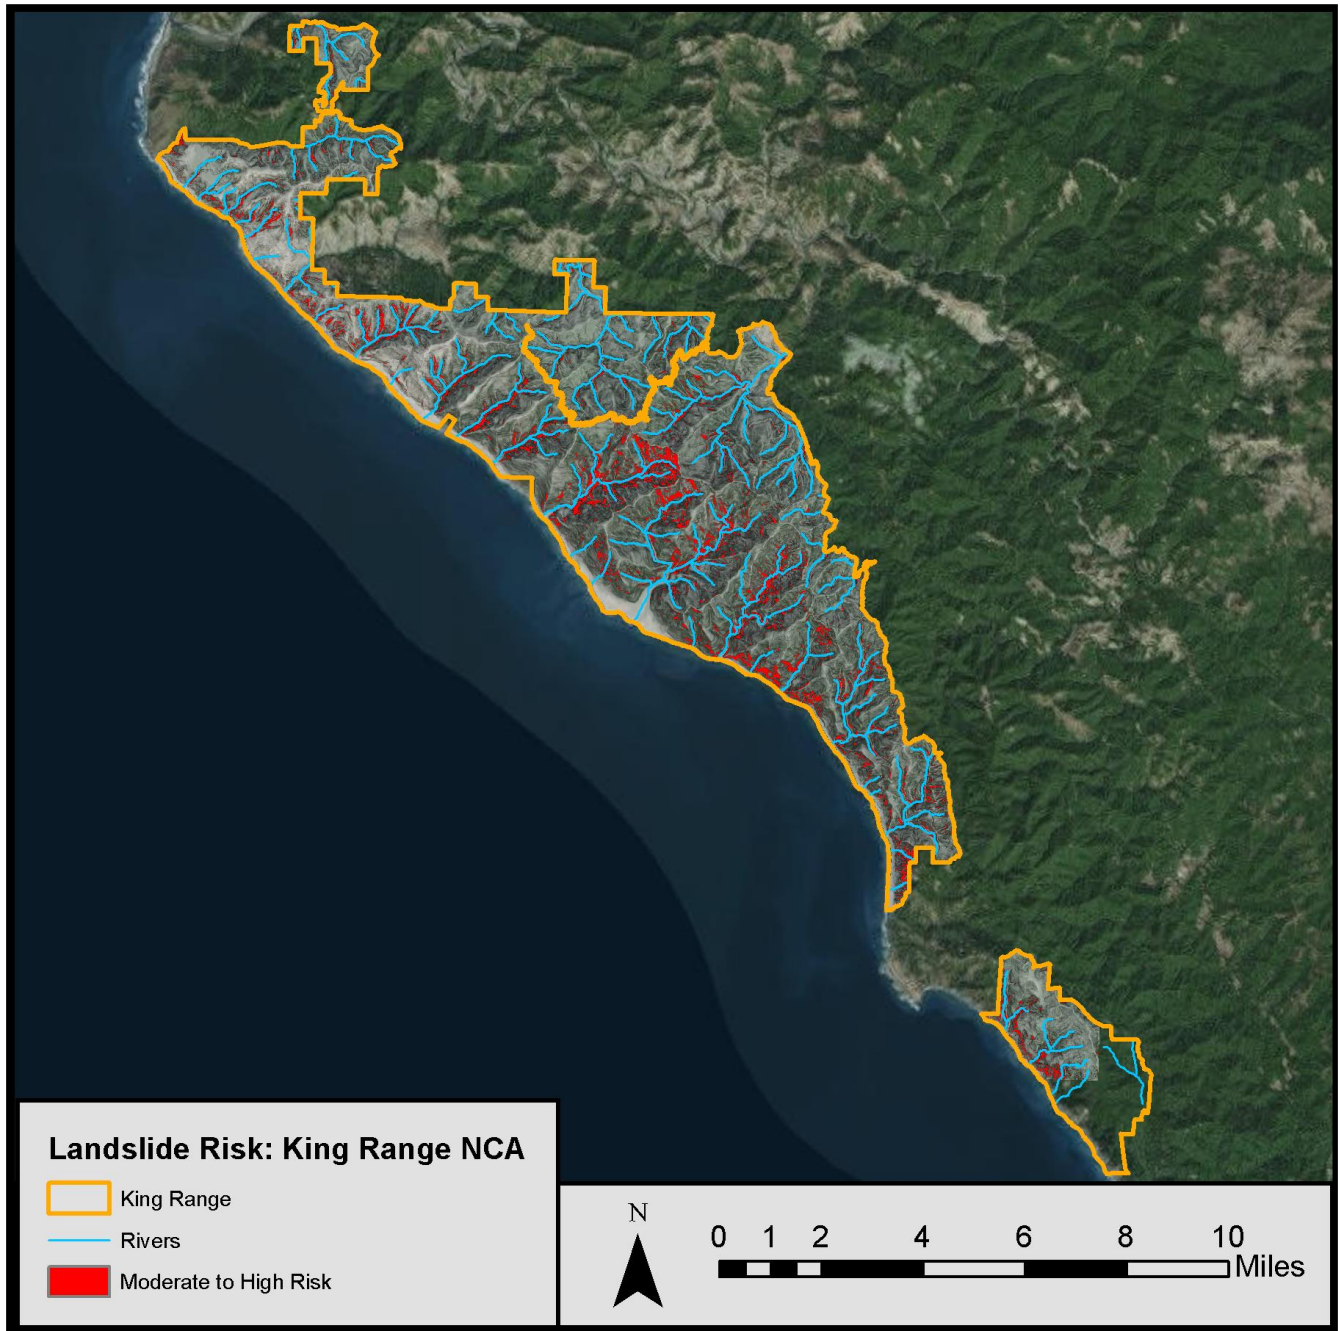 Landslide Risk: King Range NCA
King Range
Rivers
Moderate to High Risk
N
0 1 2 4 6 8 10
Miles